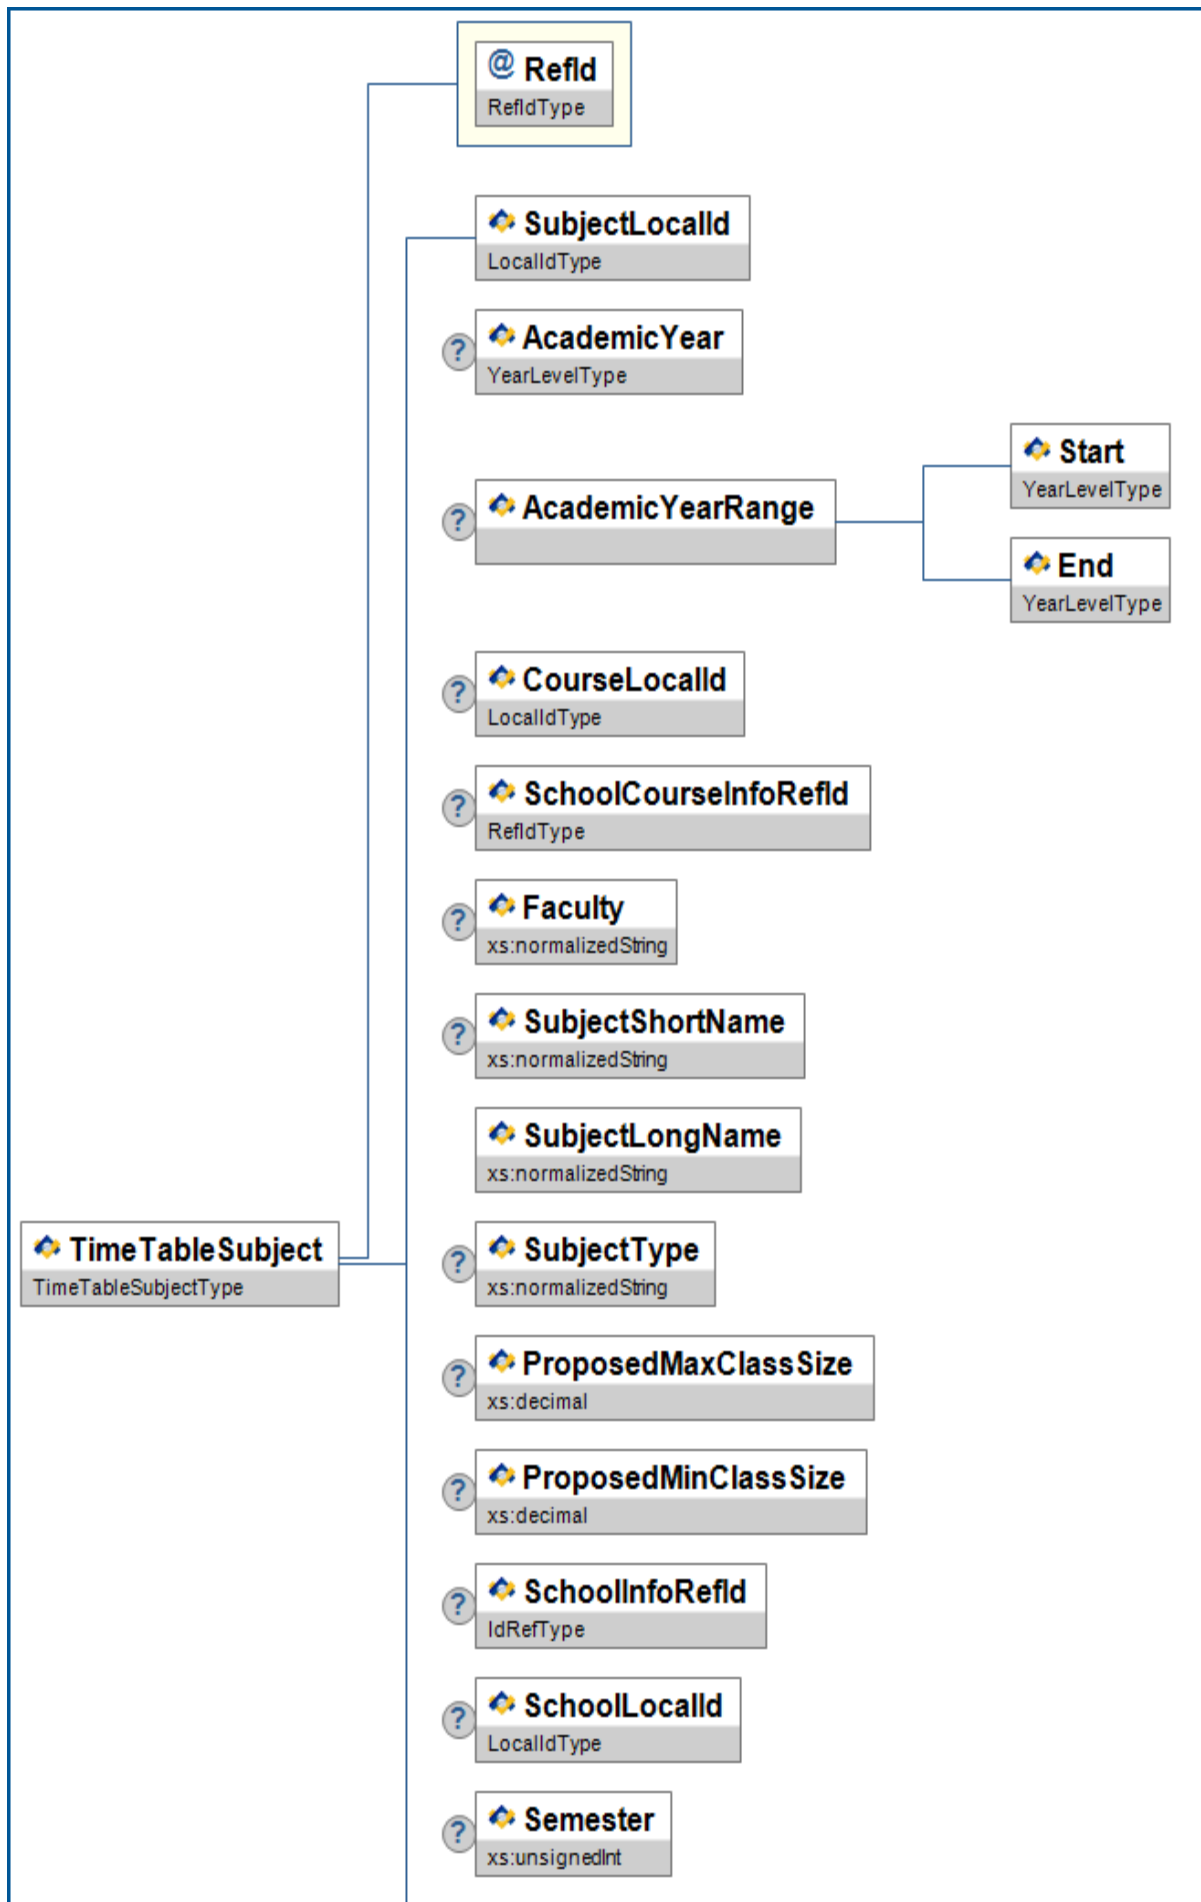 @ RefId
RefIdType
SubjectLocalId
LocalIdType
? AcademicYear
YearLevelType
Start
YearLevelType
? AcademicYearRange
End
YearLevelType
? CourseLocalId
LocalIdType
? SchoolCourseInfoRefId
RefIdType
? Faculty
xs:normalizedString
? SubjectShortName
xs:normalizedString
SubjectLongName
xs:normalizedString
TimeTableSubject
TimeTableSubjectType
? SubjectType
xs:normalizedString
? ProposedMaxClassSize
xs:decimal
? ProposedMinClassSize
xs:decimal
? SchoolInfoRefId
IdRefType
? SchoolLocalId
LocalIdType
? Semester
xs:unsignedInt